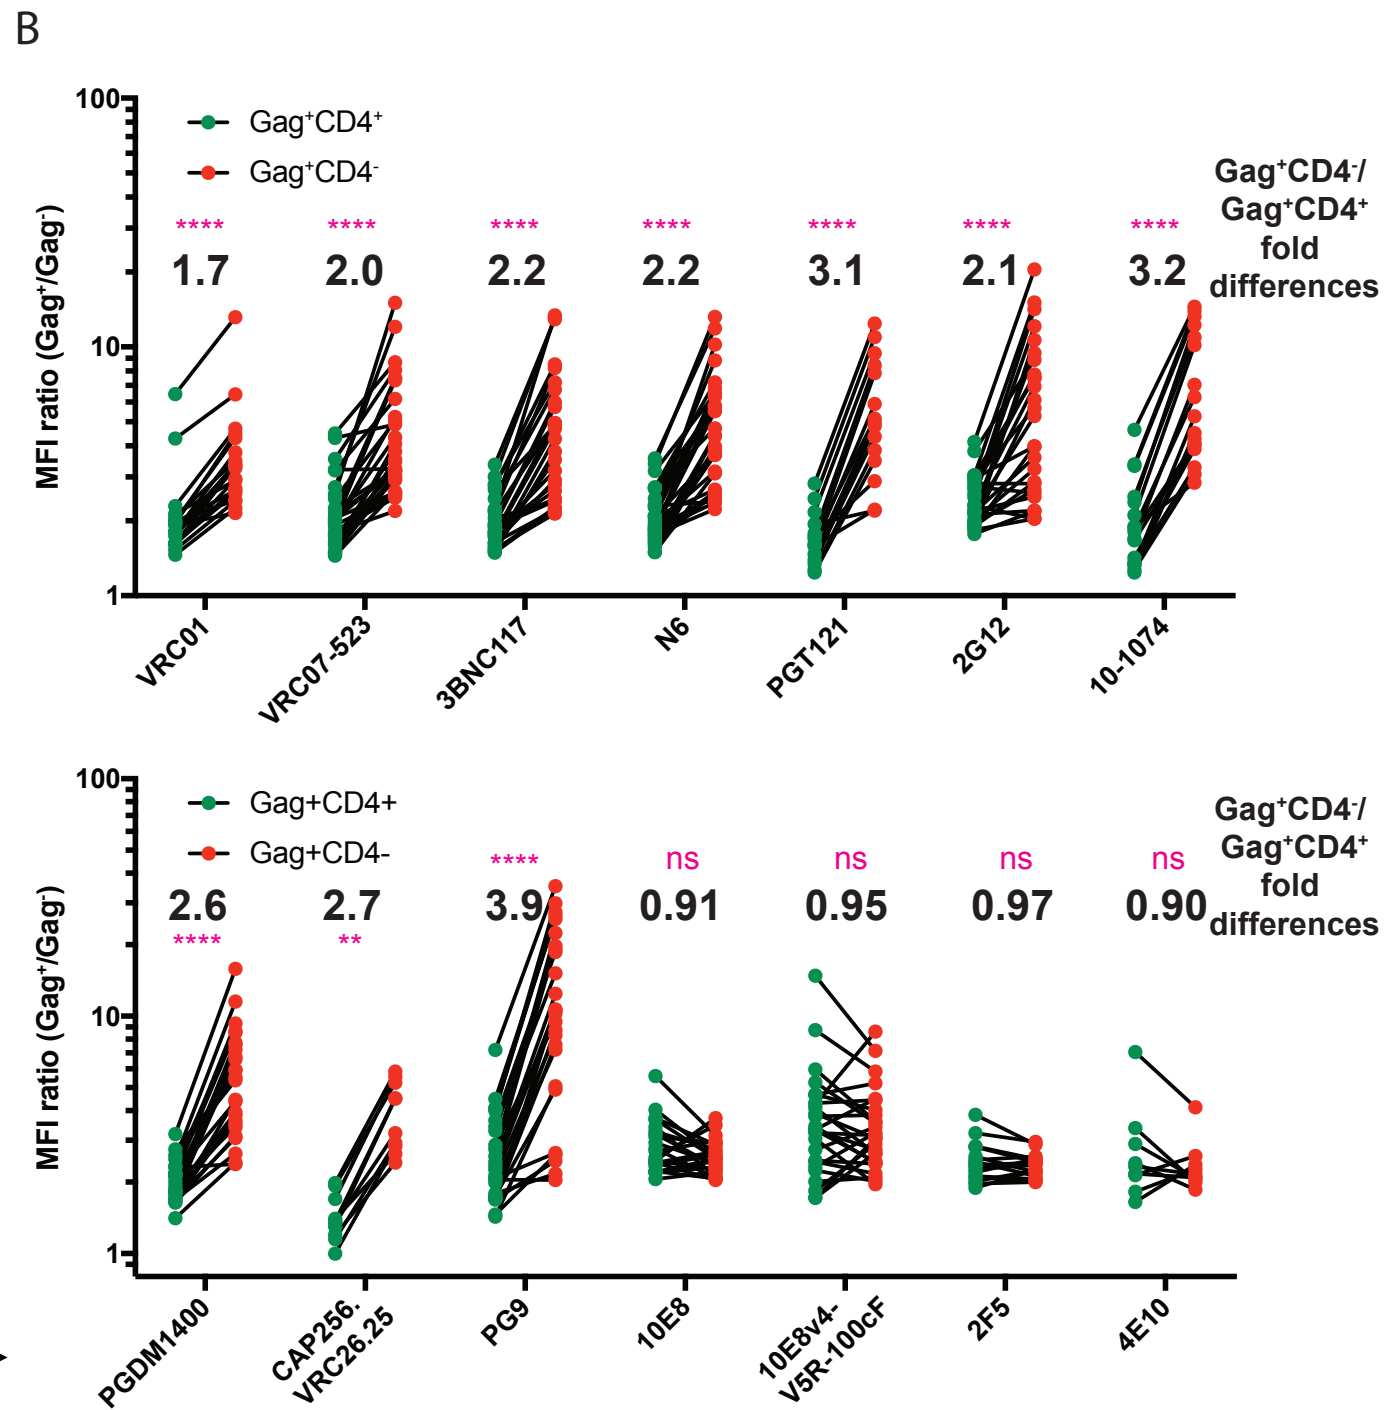 B
100
10
1
MFI ratio (Gag⁺/Gag⁻)
Gag⁺CD4⁺
Gag⁺CD4⁻
Gag⁺CD4⁻/
Gag⁺CD4⁺
fold
differences
**** **** **** **** **** **** ****
1.7 2.0 2.2 2.2 3.1 2.1 3.2
VRC01
VRC07-523
3BNC117
N6
PGT121
2G12
10-1074
100
10
1
MFI ratio (Gag⁺/Gag⁻)
Gag+CD4+
Gag+CD4-
Gag⁺CD4⁻/
Gag⁺CD4⁺
fold
differences
**** ns ns ns ns
2.6 2.7 3.9 0.91 0.95 0.97 0.90
**** **
PGDM1400
CAP256.
VRC26.25
PG9
10E8
10E8v4-
V5R-100cF
2F5
4E10